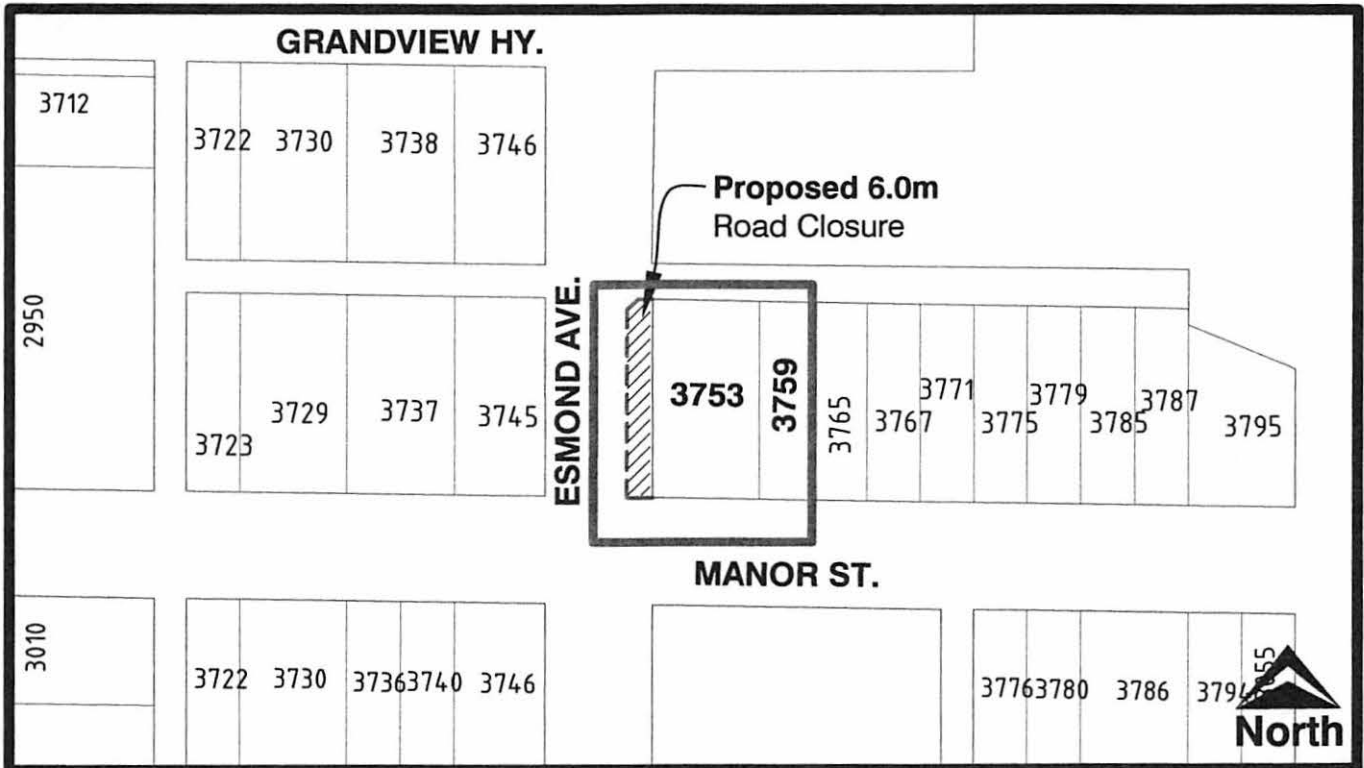 GRANDVIEW HY.
3712
3722 3730 3738 3746
Proposed 6.0m
Road Closure
2950
ESMOND AVE.
3723 3729 3737 3745
3753 3759 3765 3767 3771 3775 3779 3785 3787 3795
MANOR ST.
3010
3722 3730 3736 3740 3746
3776 3780 3786 3794
North